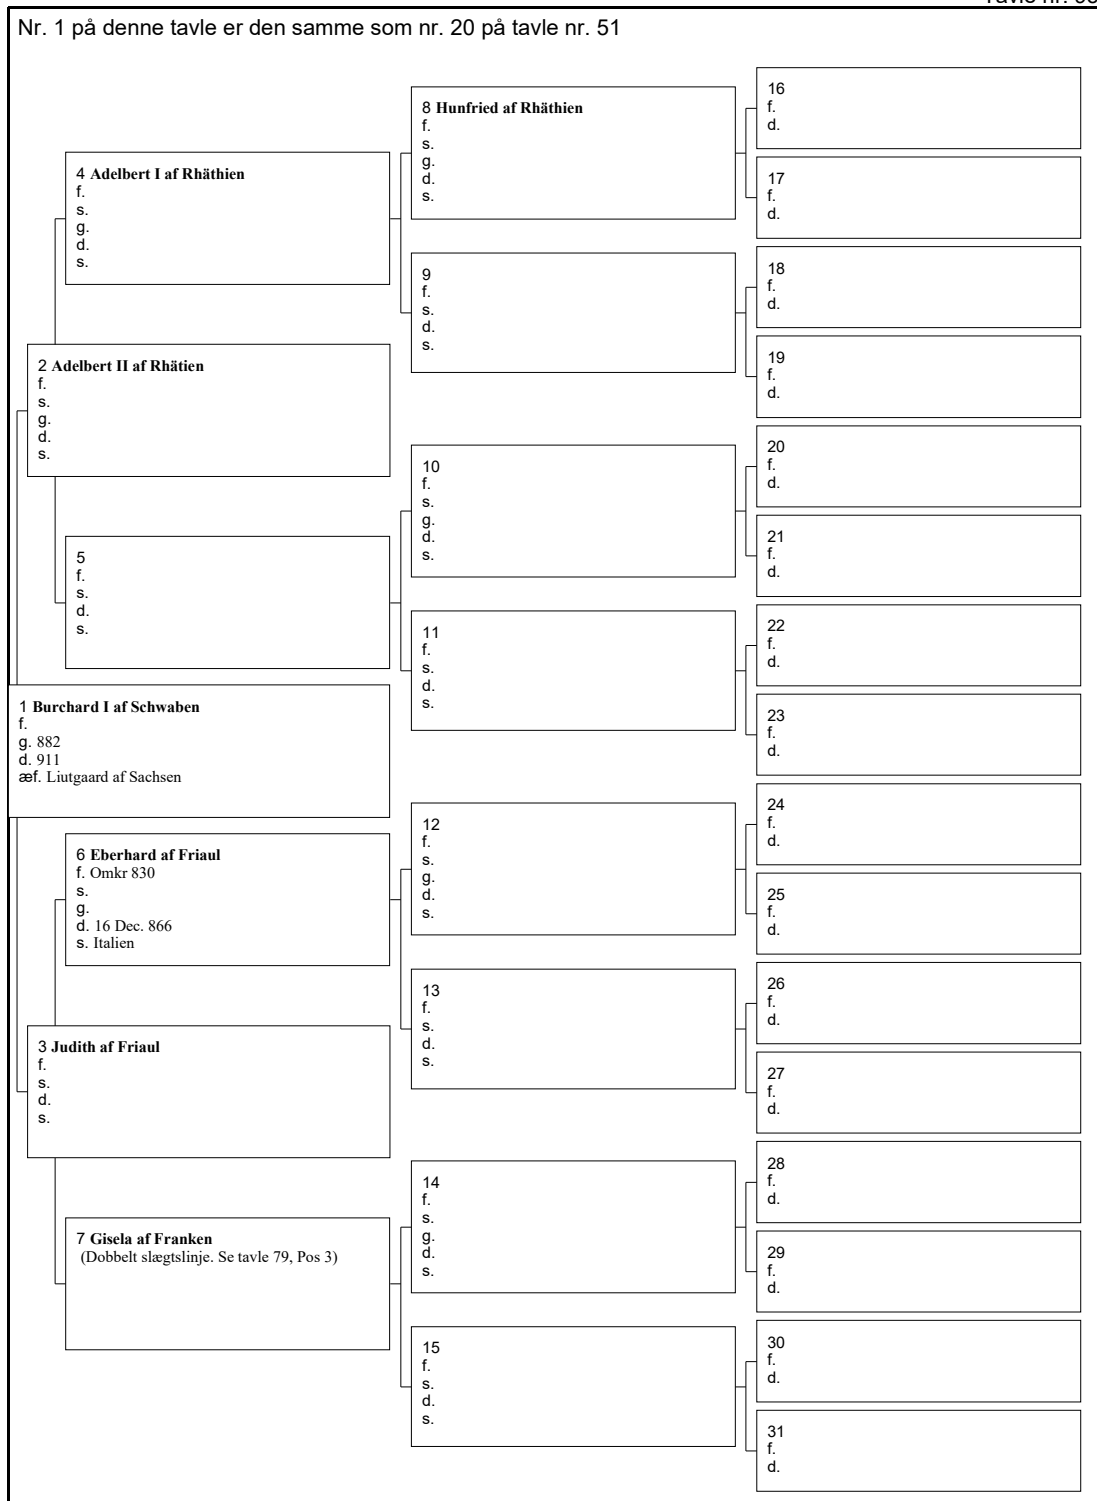 Nr. 1 på denne tavle er den samme som nr. 20 på tavle nr. 51
16
f.
d.
8 Hunfried af Rhäthien
f.
s.
g.
d.
s.
17
f.
d.
4 Adelbert I af Rhäthien
f.
s.
g.
d.
s.
18
f.
d.
9
f.
s.
d.
s.
19
f.
d.
2 Adelbert II af Rhätien
f.
s.
g.
d.
s.
20
f.
d.
10
f.
s.
g.
d.
s.
21
f.
d.
5
f.
s.
d.
s.
22
f.
d.
11
f.
s.
d.
s.
23
f.
d.
1 Burchard I af Schwaben
f.
g. 882
d. 911
æf. Liutgaard af Sachsen
24
f.
d.
12
f.
s.
g.
d.
s.
25
f.
d.
6 Eberhard af Friaul
f. Omkr 830
s.
g.
d. 16 Dec. 866
s. Italien
26
f.
d.
13
f.
s.
d.
s.
27
f.
d.
3 Judith af Friaul
f.
s.
d.
s.
28
f.
d.
14
f.
s.
g.
d.
s.
29
f.
d.
7 Gisela af Franken
(Dobbelt slægtslinje. Se tavle 79, Pos 3)
30
f.
d.
15
f.
s.
d.
s.
31
f.
d.